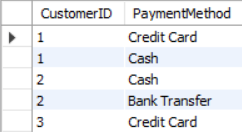 CustomerID PaymentMethod
1 Credit Card
1 Cash
2 Cash
2 Bank Transfer
3 Credit Card